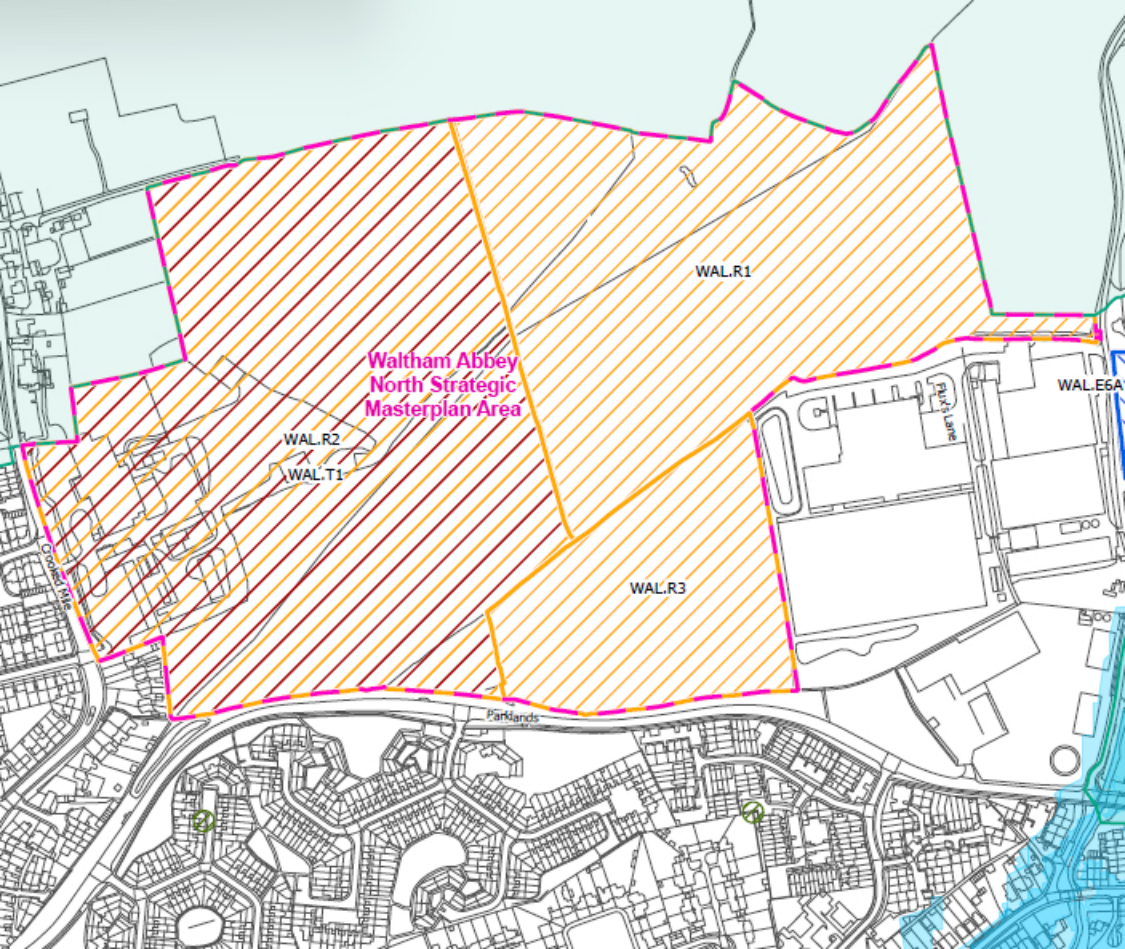 WAL.R1
Waltham Abbey
North Strategic
Masterplan Area
WAL.E6A
Flux's Lane
WAL.R2
WAL.T1
Crooked Mile
WAL.R3
Parklands